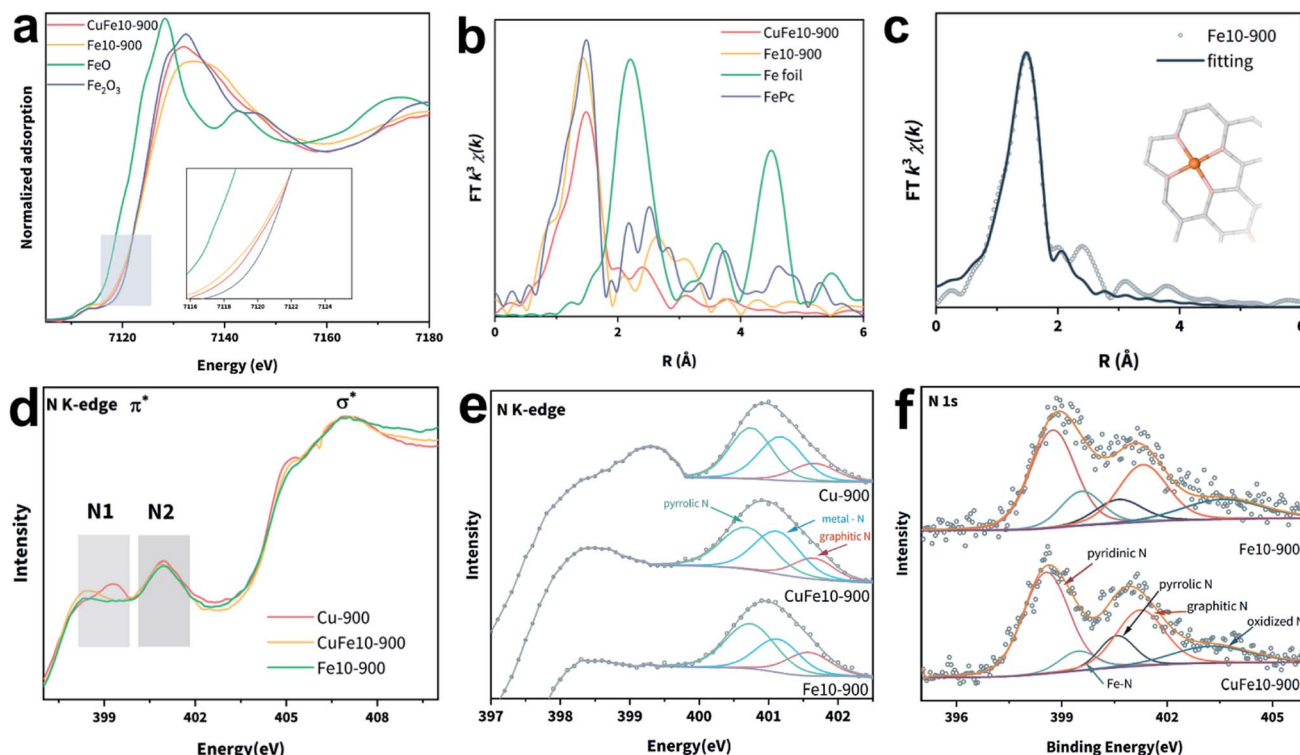 a
CuFe10-900
Fe10-900
FeO
Fe₂O₃
Normalized adsorption
7116 7118 7120 7122 7124
7120 7140 7160 7180
Energy (eV)
b
CuFe10-900
Fe10-900
Fe foil
FePc
FT k³ χ(k)
0 2 4 6
R (Å)
c
Fe10-900
fitting
FT k³ χ(k)
0 2 4 6
R (Å)
d
N K-edge π* σ*
N1 N2
Cu-900
CuFe10-900
Fe10-900
Intensity
399 402 405 408
Energy(eV)
e
N K-edge
Cu-900
pyrrolic N
metal - N
graphitic N
CuFe10-900
Fe10-900
Intensity
397 398 399 400 401 402
Energy(eV)
f
N 1s
Fe10-900
pyridinic N
pyrrolic N
graphitic N
oxidized N
Fe-N
CuFe10-900
Intensity
396 399 402 405
Binding Energy(eV)